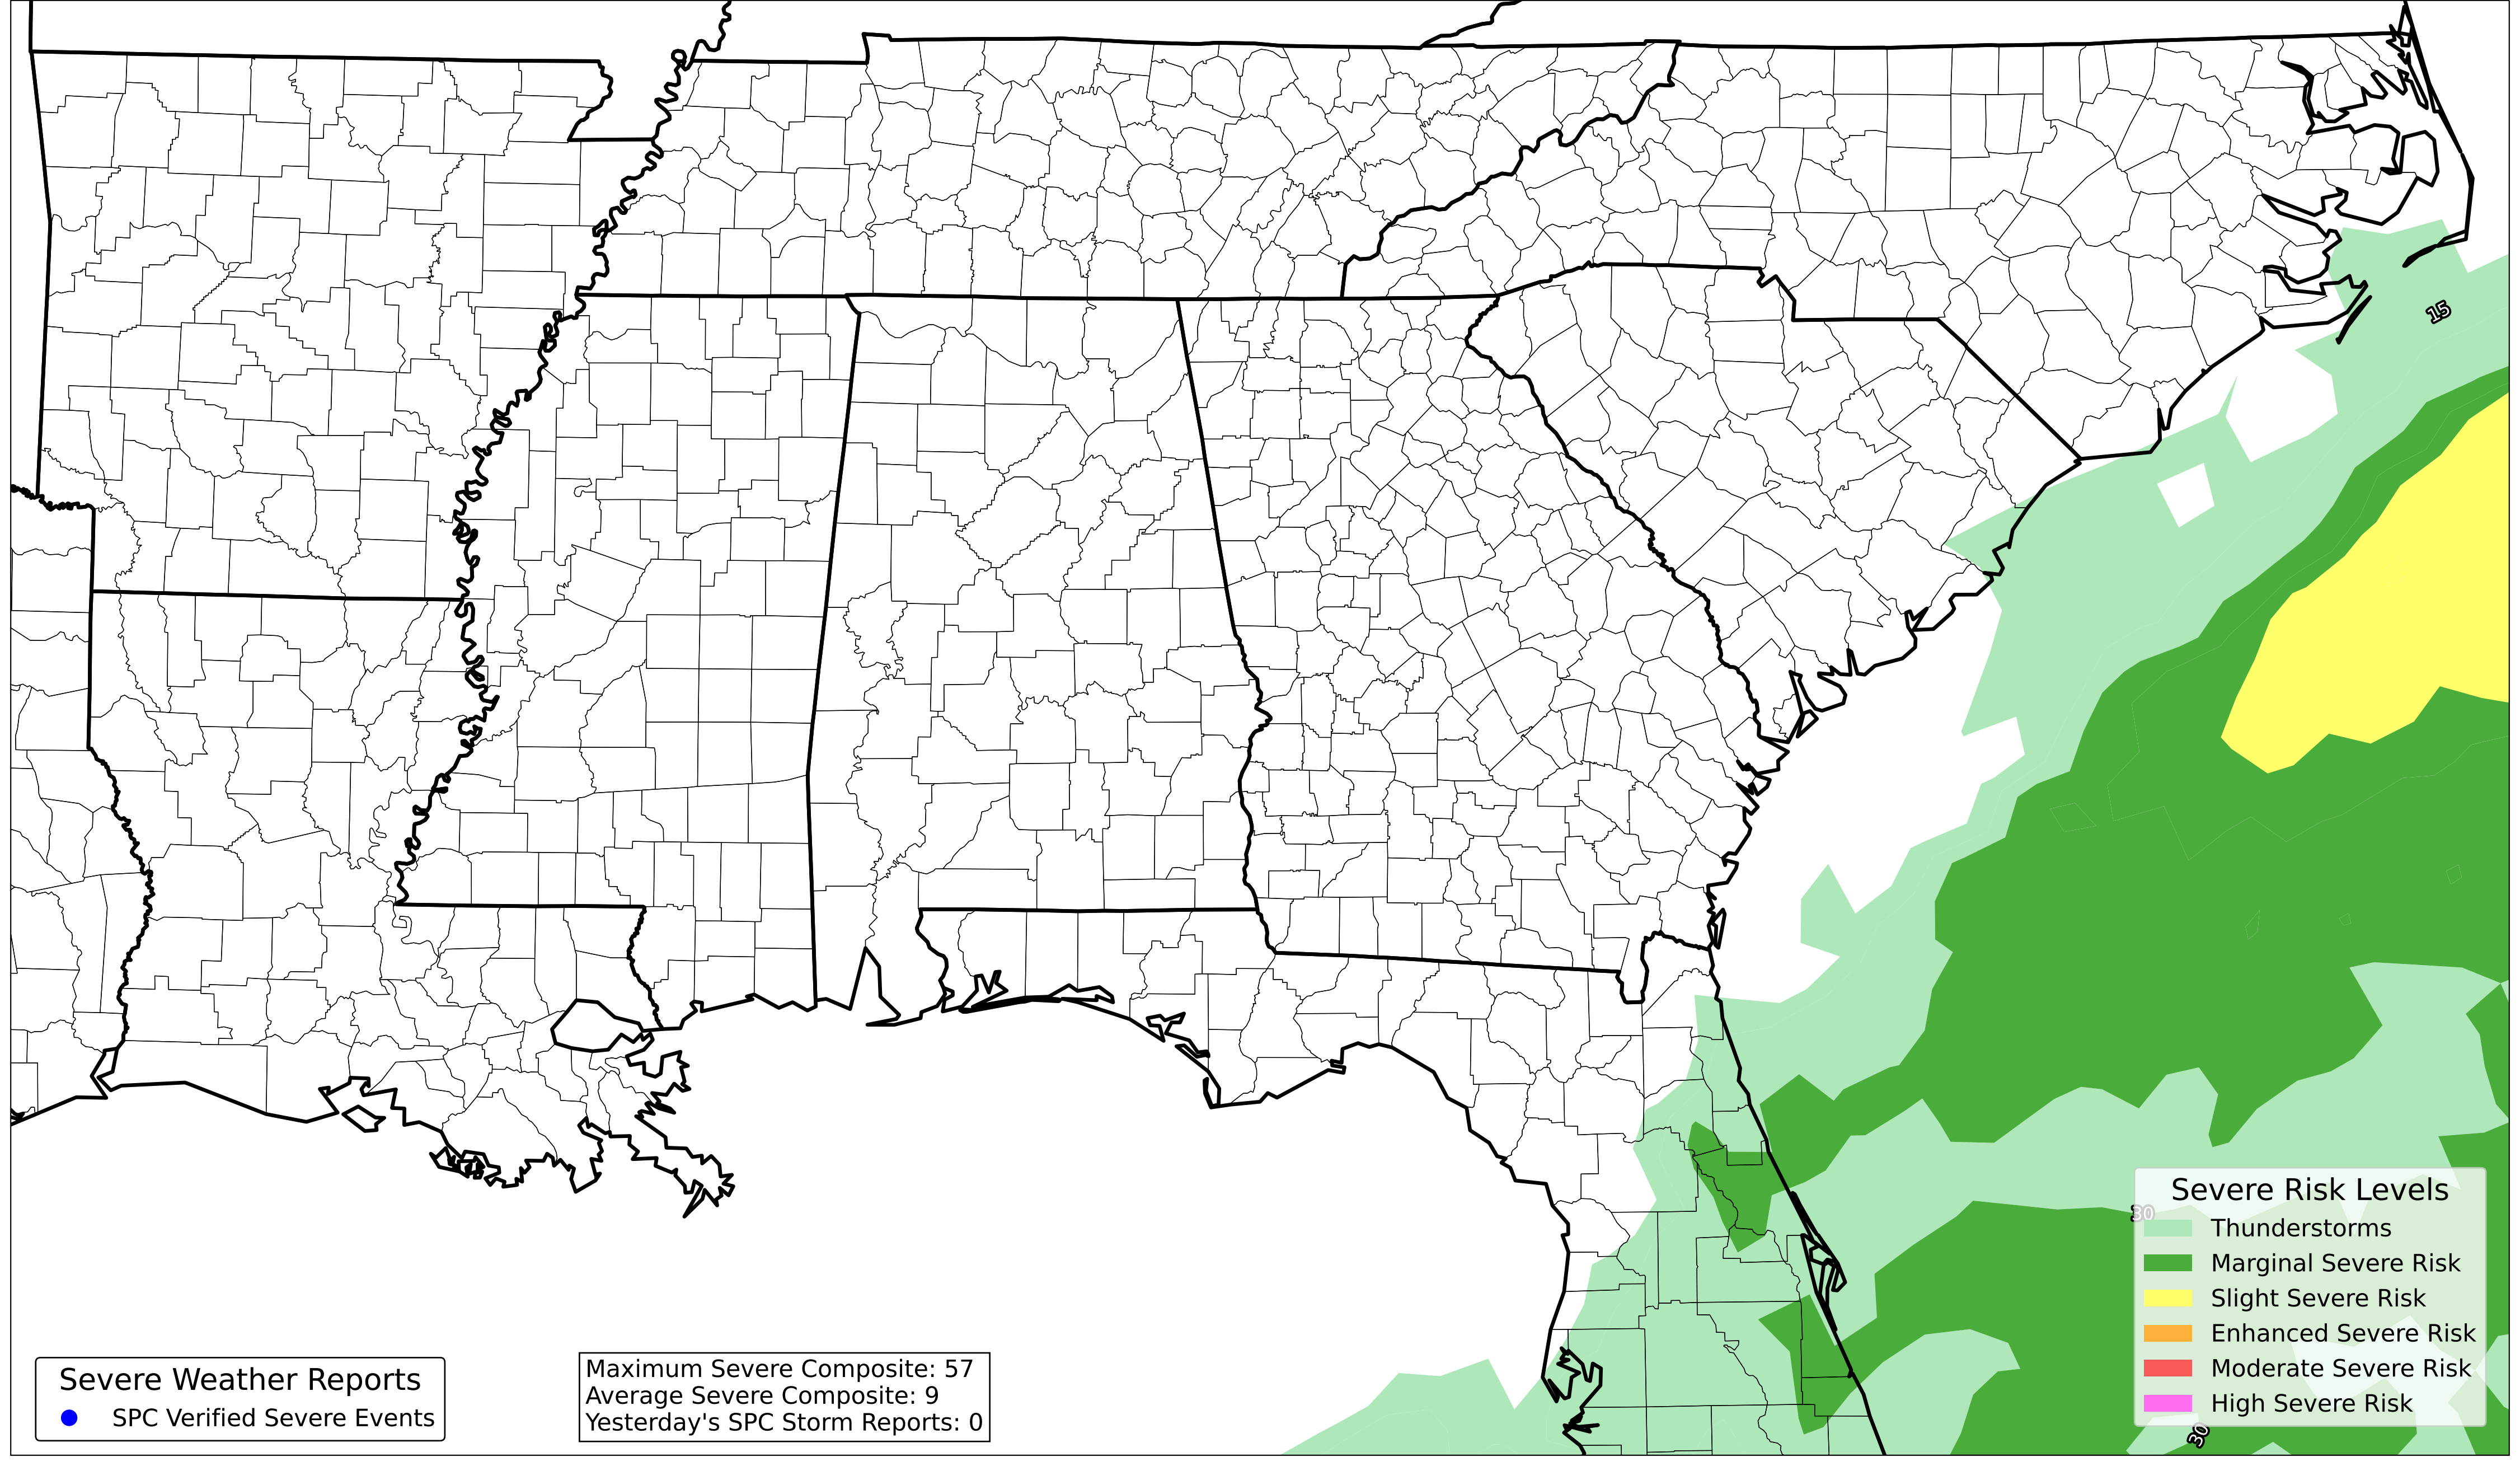 15
30
Severe Risk Levels
Thunderstorms
Marginal Severe Risk
Slight Severe Risk
Enhanced Severe Risk
Moderate Severe Risk
High Severe Risk
30
Severe Weather Reports
SPC Verified Severe Events
Maximum Severe Composite: 57
Average Severe Composite: 9
Yesterday's SPC Storm Reports: 0